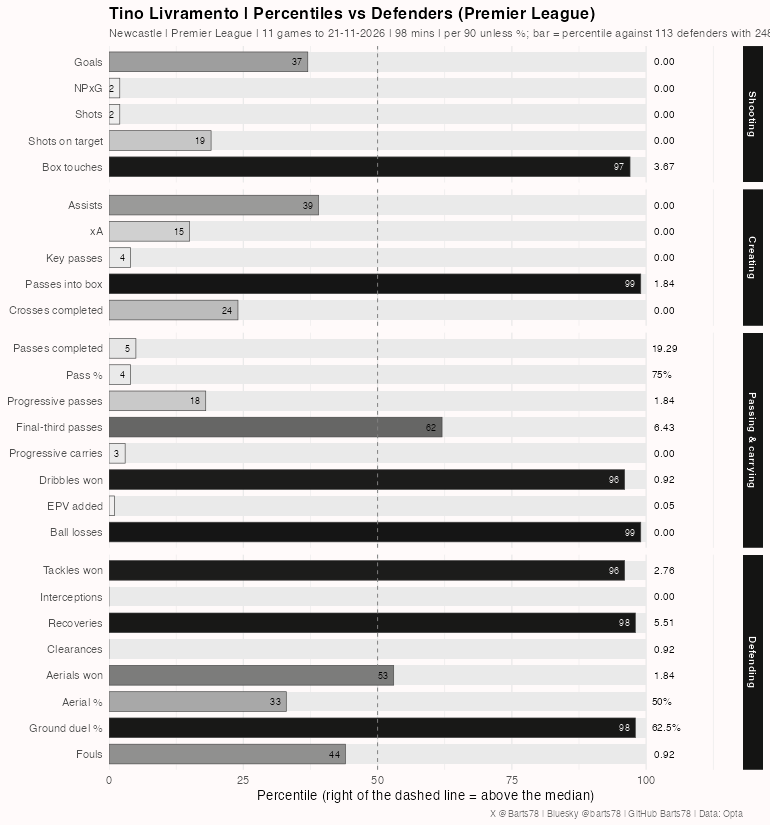 Tino Livramento | Percentiles vs Defenders (Premier League)
Newcastle | Premier League | 11 games to 21-11-2026 | 98 mins | per 90 unless %; bar = percentile against 113 defenders with 248
Goals 37 0.00
NPxG 2 0.00
Shots 2 0.00
Shots on target 19 0.00
Box touches 97 3.67
Shooting
Assists 39 0.00
xA 15 0.00
Key passes 4 0.00
Passes into box 99 1.84
Crosses completed 24 0.00
Creating
Passes completed 5 19.29
Pass % 4 75%
Progressive passes 18 1.84
Final-third passes 62 6.43
Progressive carries 3 0.00
Dribbles won 96 0.92
EPV added 0.05
Ball losses 99 0.00
Passing & carrying
Tackles won 96 2.76
Interceptions 0.00
Recoveries 98 5.51
Clearances 0.92
Aerials won 53 1.84
Aerial % 33 50%
Ground duel % 98 62.5%
Fouls 44 0.92
Defending
0 25 50 75 100
Percentile (right of the dashed line = above the median)
X @Barts78 | Bluesky @barts78 | GitHub Barts78 | Data: Opta